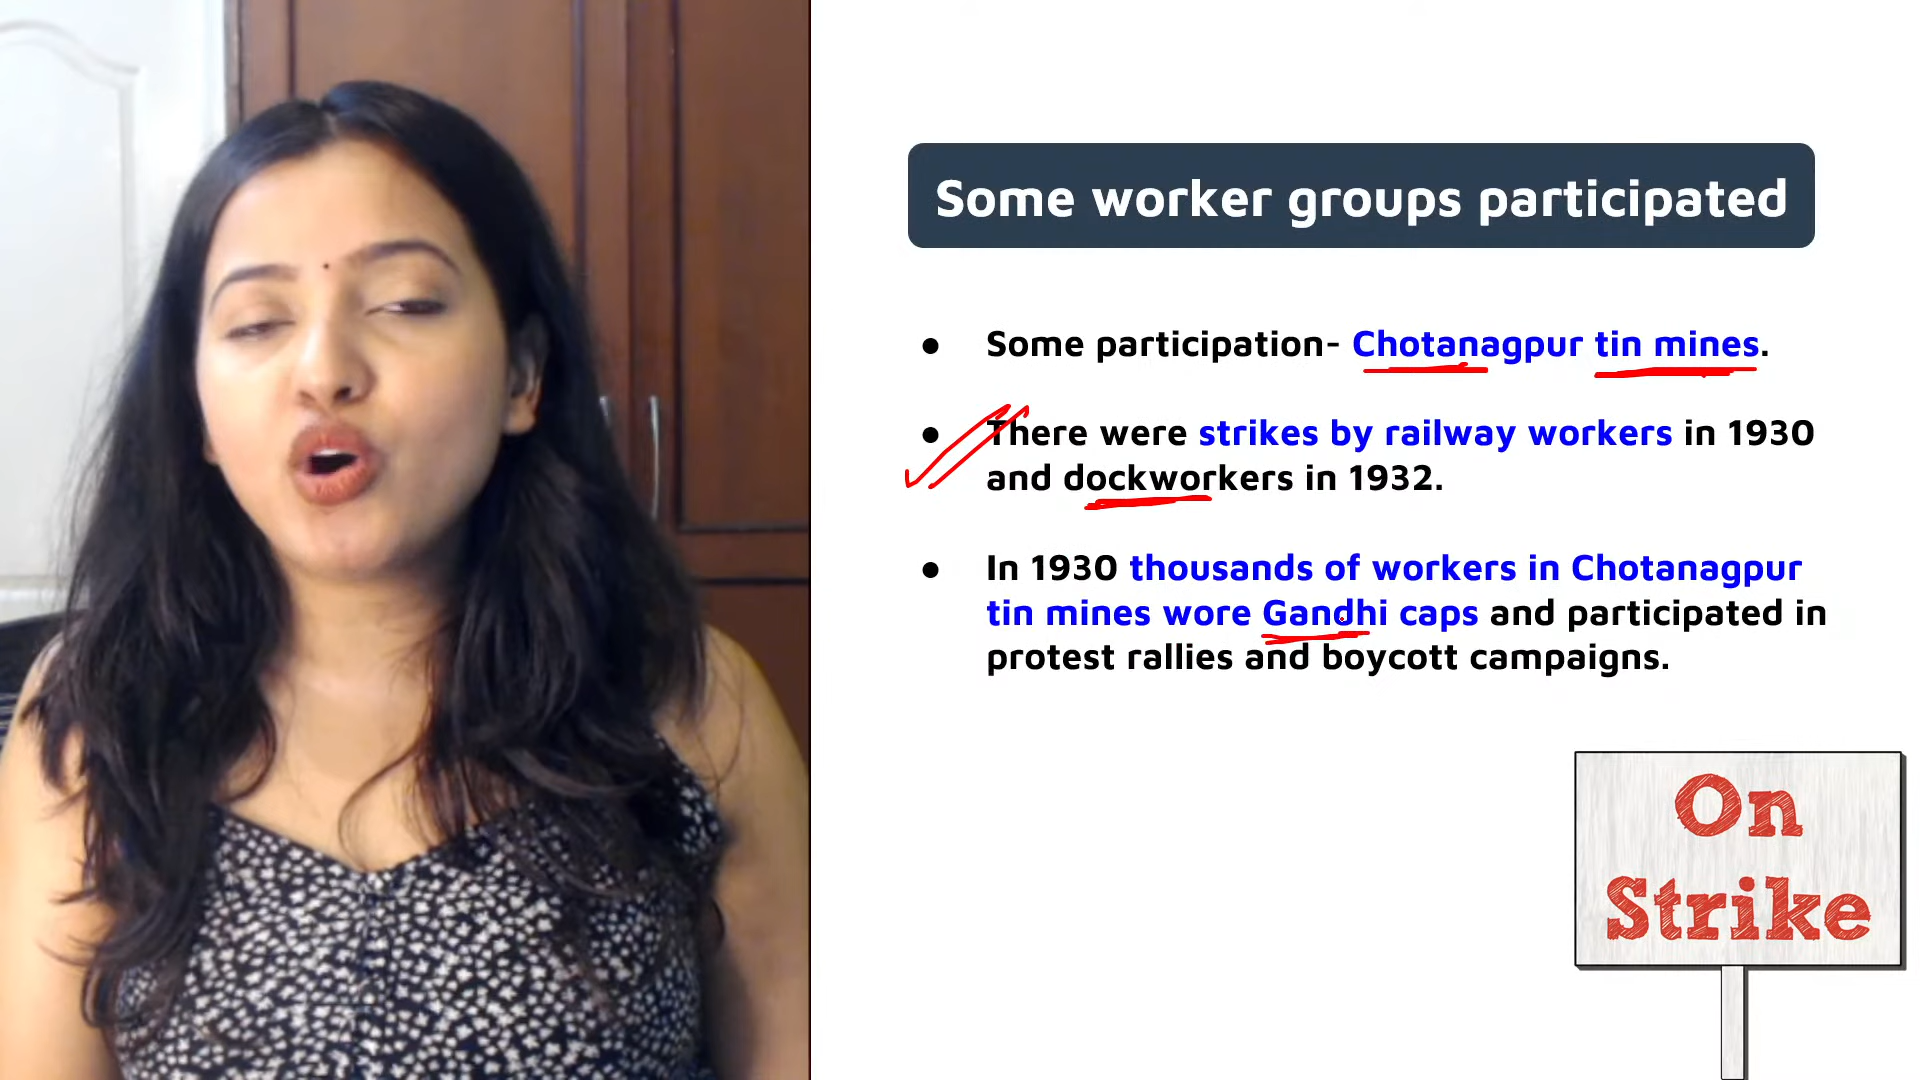 Some worker groups participated
● Some participation- Chotanagpur tin mines.
● There were strikes by railway workers in 1930
and dockworkers in 1932.
● In 1930 thousands of workers in Chotanagpur
tin mines wore Gandhi caps and participated in
protest rallies and boycott campaigns.
On
Strike